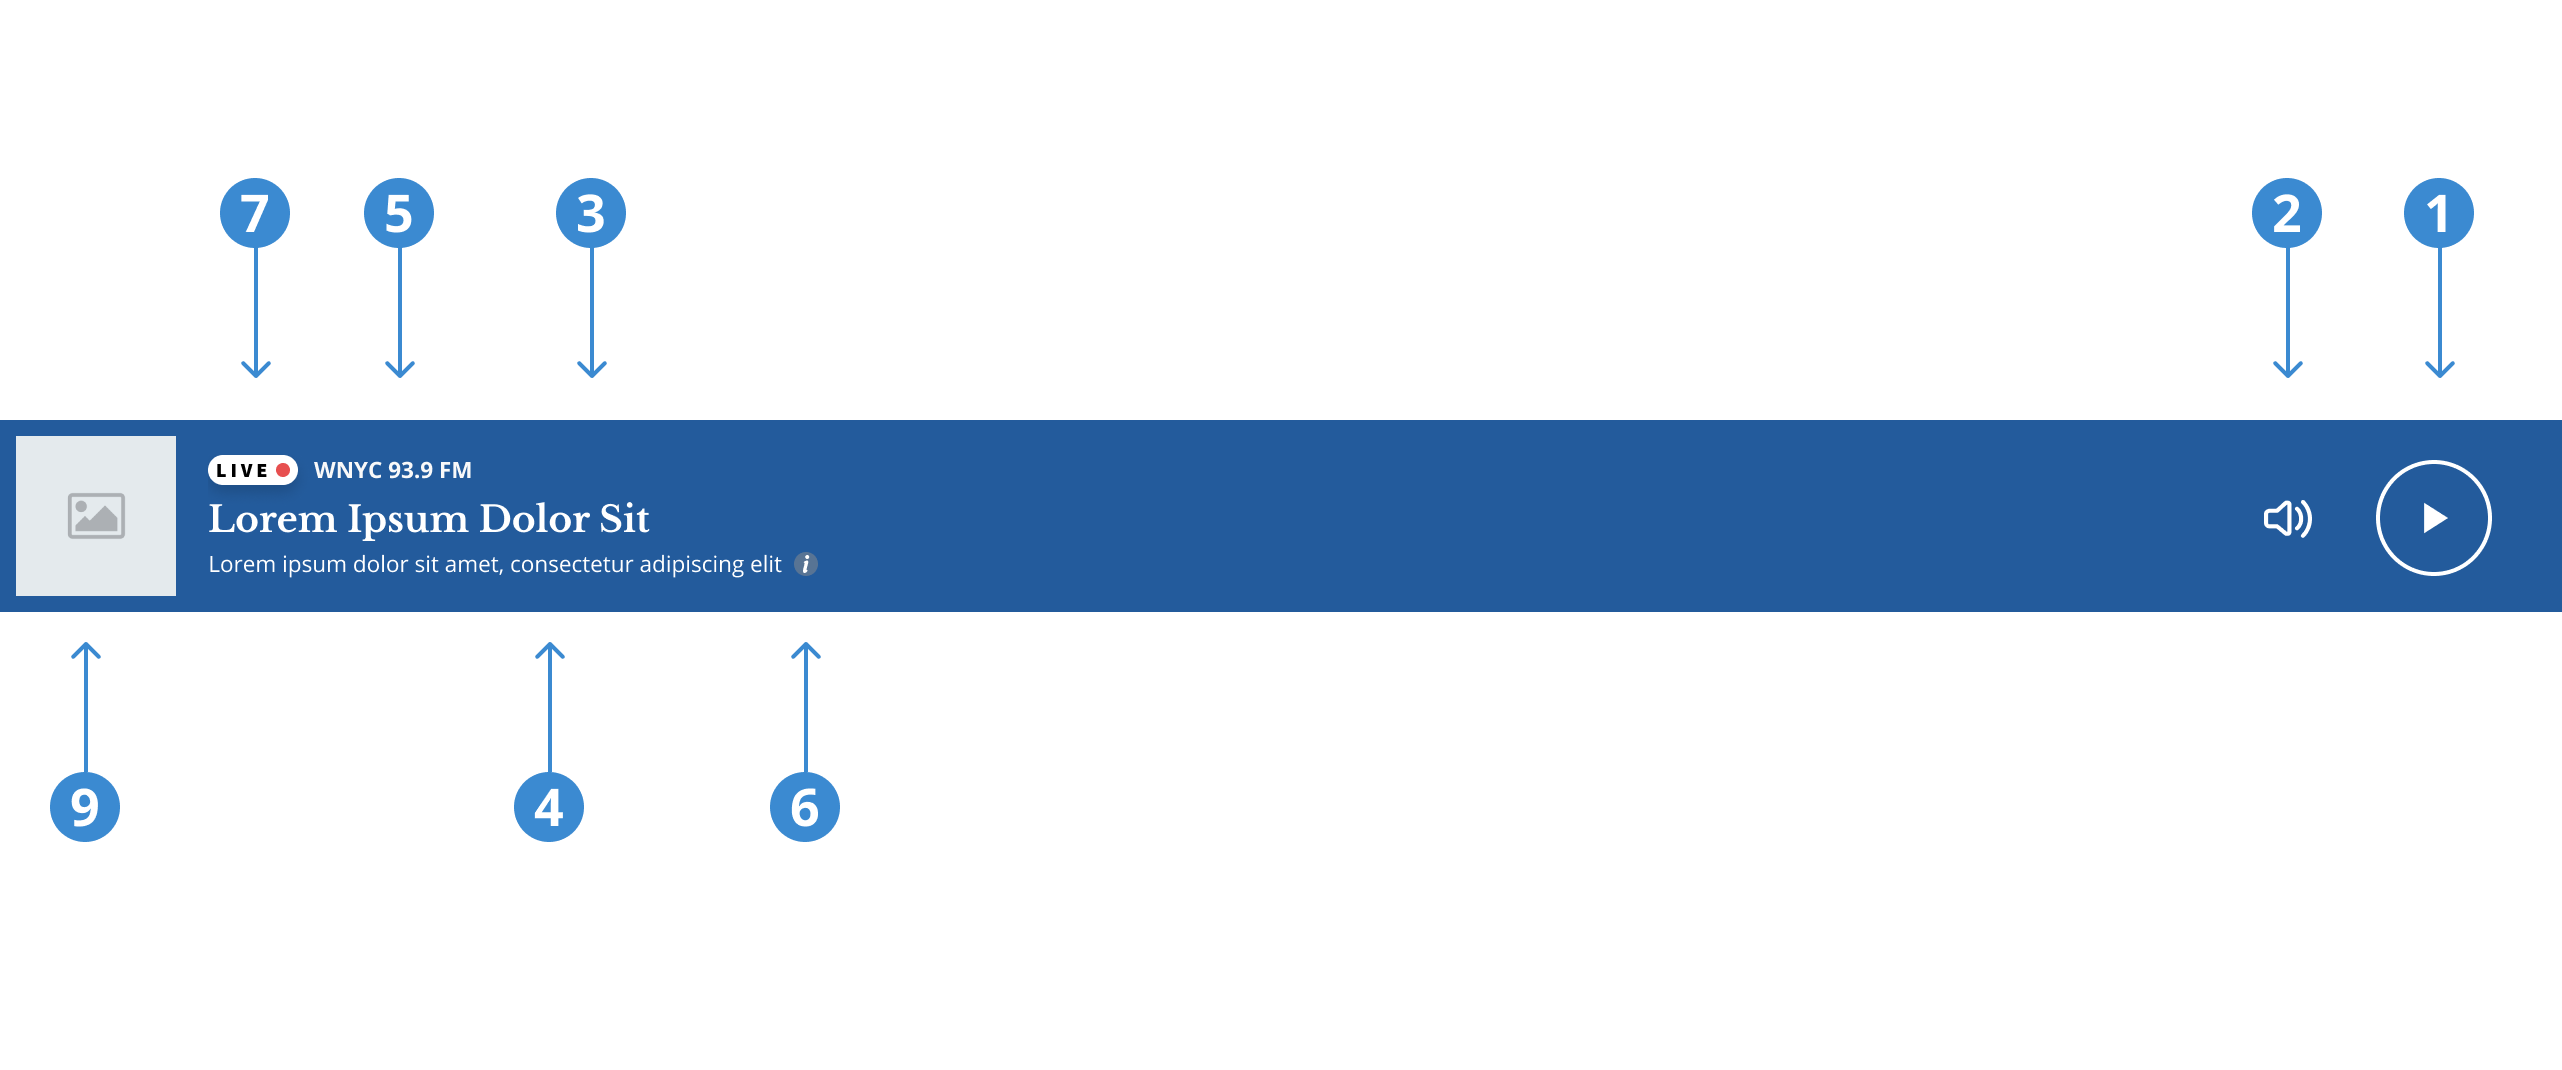 7 5 3 2 1
LIVE WNYC 93.9 FM
Lorem Ipsum Dolor Sit
Lorem ipsum dolor sit amet, consectetur adipiscing elit i
9 4 6